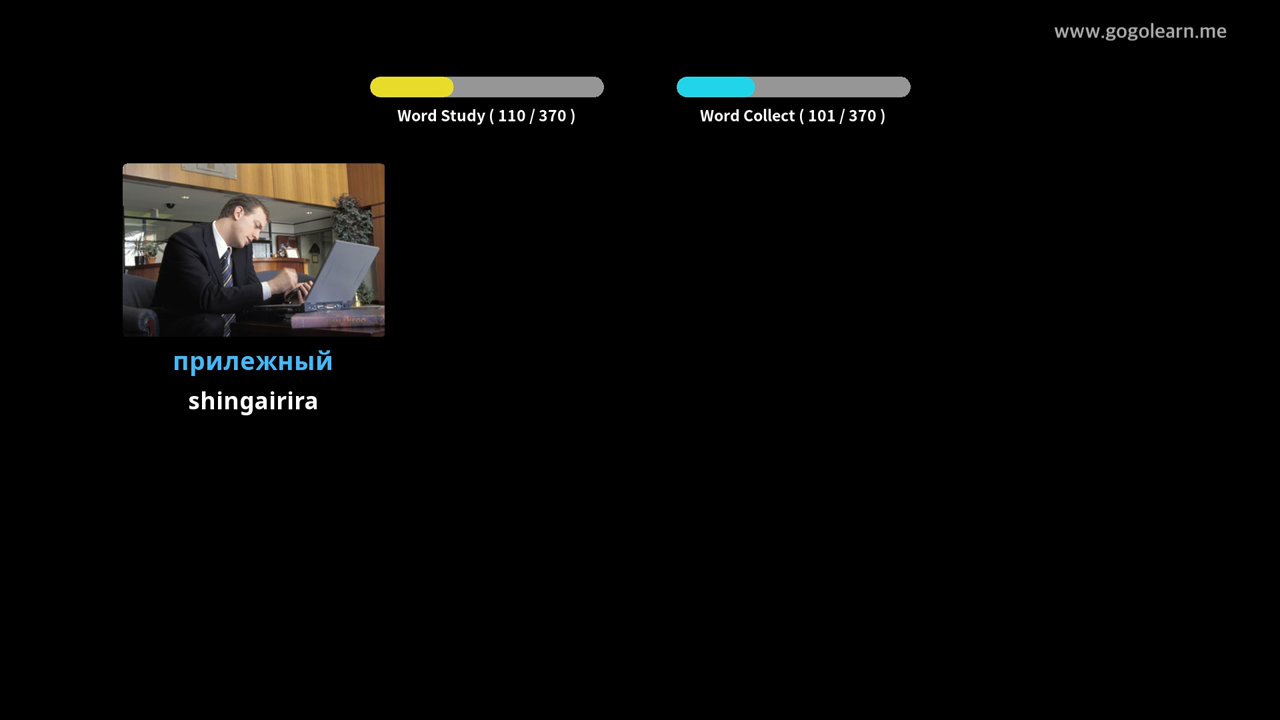 www.gogolearn.me
Word Study ( 110 / 370 )
Word Collect ( 101 / 370 )
прилежный
shingairira